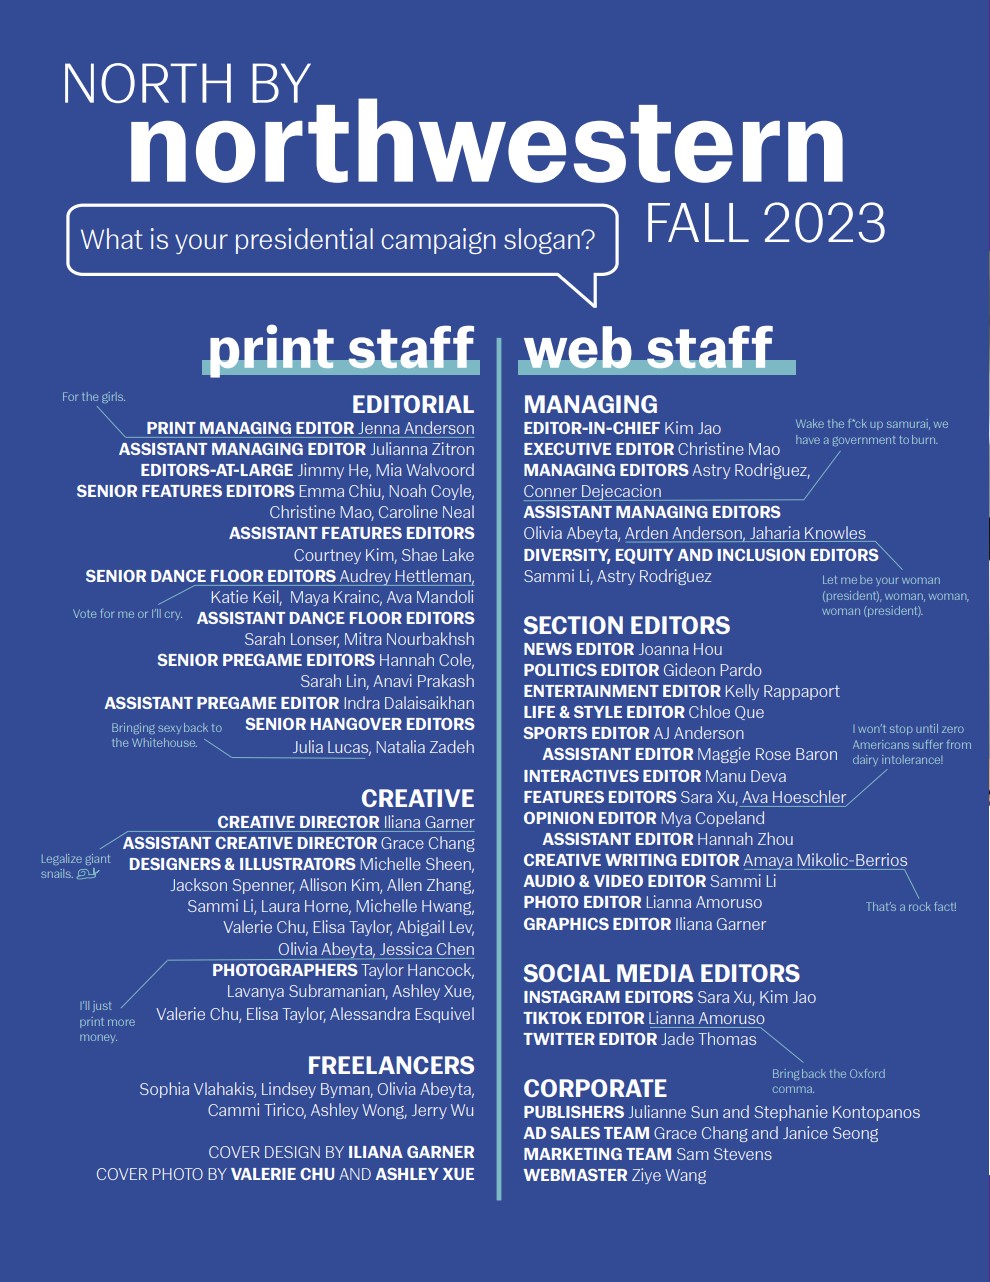 NORTH BY
northwestern
FALL 2023
What is your presidential campaign slogan?
print staff
For the girls.
EDITORIAL
PRINT MANAGING EDITOR Jenna Anderson
ASSISTANT MANAGING EDITOR Julianna Zitron
EDITORS-AT-LARGE Jimmy He, Mia Walvoord
SENIOR FEATURES EDITORS Emma Chiu, Noah Coyle,
Christine Mao, Caroline Neal
ASSISTANT FEATURES EDITORS
Courtney Kim, Shae Lake
SENIOR DANCE FLOOR EDITORS Audrey Hettleman,
Katie Keil, Maya Krainc, Ava Mandoli
Vote for me or I'll cry.
ASSISTANT DANCE FLOOR EDITORS
Sarah Lonser, Mitra Nourbakhsh
SENIOR PREGAME EDITORS Hannah Cole,
Sarah Lin, Anavi Prakash
ASSISTANT PREGAME EDITOR Indra Dalaisaikhan
SENIOR HANGOVER EDITORS
Julia Lucas, Natalia Zadeh
Bringing sexy back to
the Whitehouse.
CREATIVE
CREATIVE DIRECTOR Iliana Garner
ASSISTANT CREATIVE DIRECTOR Grace Chang
Legalize giant
snails.
DESIGNERS & ILLUSTRATORS Michelle Sheen,
Jackson Spenner, Allison Kim, Allen Zhang,
Sammi Li, Laura Horne, Michelle Hwang,
Valerie Chu, Elisa Taylor, Abigail Lev,
Olivia Abeyta, Jessica Chen
PHOTOGRAPHERS Taylor Hancock,
Lavanya Subramanian, Ashley Xue,
Valerie Chu, Elisa Taylor, Alessandra Esquivel
I'll just
print more
money.
FREELANCERS
Sophia Vlahakis, Lindsey Byman, Olivia Abeyta,
Cammi Tirico, Ashley Wong, Jerry Wu
COVER DESIGN BY ILIANA GARNER
COVER PHOTO BY VALERIE CHU AND ASHLEY XUE
web staff
MANAGING
EDITOR-IN-CHIEF Kim Jao
EXECUTIVE EDITOR Christine Mao
MANAGING EDITORS Astry Rodriguez,
Conner Dejecacion
Wake the f*ck up samurai, we
have a government to burn.
ASSISTANT MANAGING EDITORS
Olivia Abeyta, Arden Anderson, Jaharia Knowles
DIVERSITY, EQUITY AND INCLUSION EDITORS
Sammi Li, Astry Rodriguez
Let me be your woman
(president), woman, woman,
woman (president).
SECTION EDITORS
NEWS EDITOR Joanna Hou
POLITICS EDITOR Gideon Pardo
ENTERTAINMENT EDITOR Kelly Rappaport
LIFE & STYLE EDITOR Chloe Que
SPORTS EDITOR AJ Anderson
ASSISTANT EDITOR Maggie Rose Baron
INTERACTIVES EDITOR Manu Deva
FEATURES EDITORS Sara Xu, Ava Hoeschler
I won't stop until zero
Americans suffer from
dairy intolerance!
OPINION EDITOR Mya Copeland
ASSISTANT EDITOR Hannah Zhou
CREATIVE WRITING EDITOR Amaya Mikolic-Berrios
AUDIO & VIDEO EDITOR Sammi Li
PHOTO EDITOR Lianna Amoruso
That's a rock fact!
GRAPHICS EDITOR Iliana Garner
SOCIAL MEDIA EDITORS
INSTAGRAM EDITORS Sara Xu, Kim Jao
TIKTOK EDITOR Lianna Amoruso
TWITTER EDITOR Jade Thomas
Bring back the Oxford
comma.
CORPORATE
PUBLISHERS Julianne Sun and Stephanie Kontopanos
AD SALES TEAM Grace Chang and Janice Seong
MARKETING TEAM Sam Stevens
WEBMASTER Ziye Wang